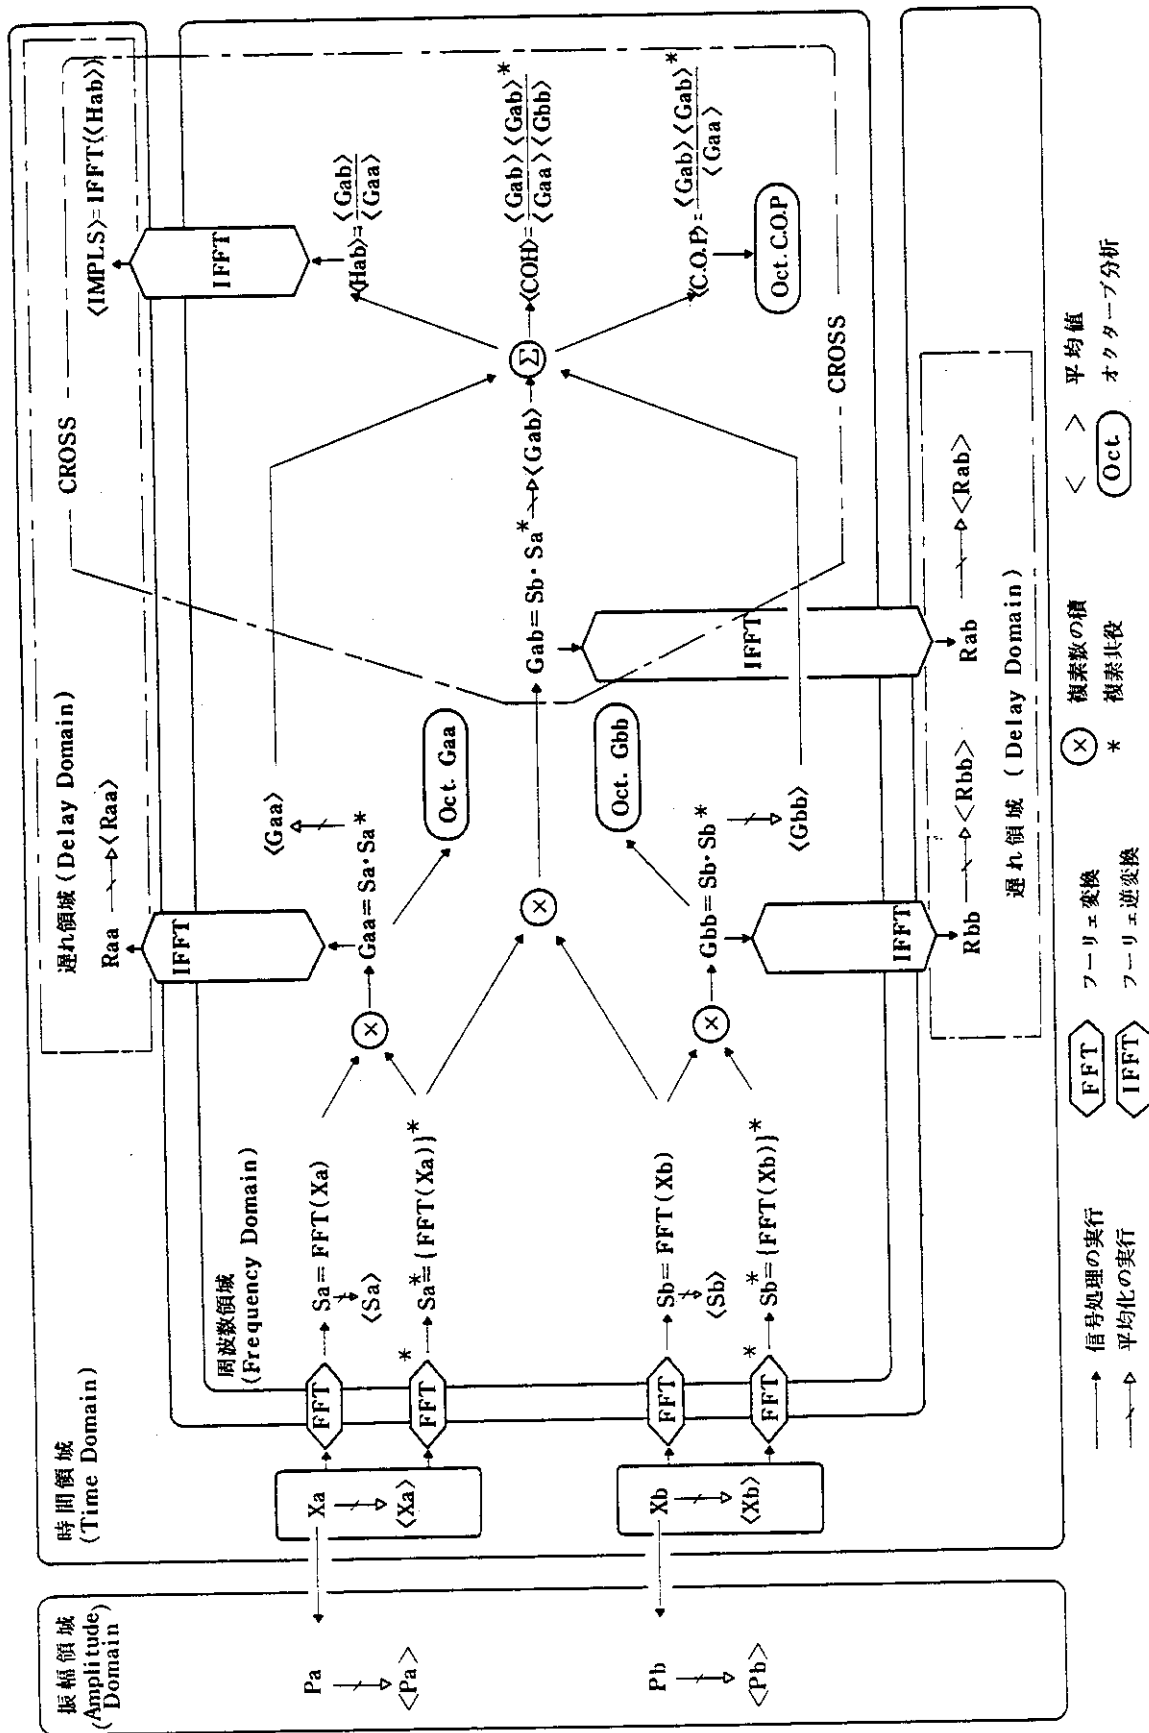 振幅領域
(Amplitude Domain)
Pa
〈Pa〉
Pb
〈Pb〉
時間領域
(Time Domain)
Xa
〈Xa〉
Xb
〈Xb〉
FFT
FFT*
FFT
FFT*
周波数領域
(Frequency Domain)
Sa=FFT(Xa)
〈Sa〉
Sa*={FFT(Xa)}*
Sb=FFT(Xb)
〈Sb〉
Sb*={FFT(Xb)}*
×
×
×
遅れ領域(Delay Domain)
Raa
〈Raa〉
IFFT
Gaa=Sa·Sa*
〈Gaa〉
Oct. Gaa
Oct. Gbb
Gbb=Sb·Sb*
〈Gbb〉
IFFT
Rbb
〈Rbb〉
Gab=Sb·Sa*
〈Gab〉
IFFT
Rab
〈Rab〉
遅れ領域 (Delay Domain)
CROSS
CROSS
Σ
〈IMPLS〉=IFFT(〈Hab〉)
IFFT
〈Hab〉=〈Gab〉/〈Gaa〉
〈COH〉=〈Gab〉〈Gab〉*/〈Gaa〉〈Gbb〉
〈C.O.P〉=〈Gab〉〈Gab〉*/〈Gaa〉
Oct. C.O.P
信号処理の実行
平均化の実行
FFT フーリェ変換
IFFT フーリェ逆変換
× 複素数の積
* 複素共役
〈 〉 平均値
Oct. オクターブ分析